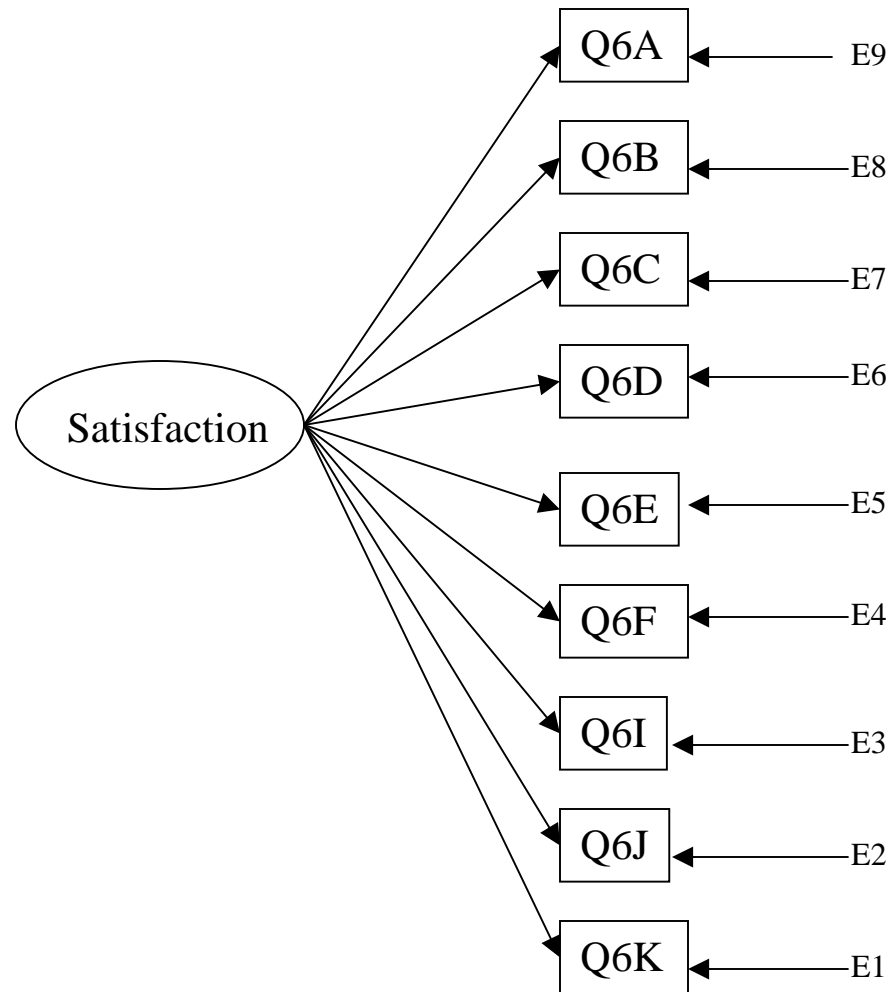 Q6A E9
Q6B E8
Q6C E7
Q6D E6
Satisfaction
Q6E E5
Q6F E4
Q6I E3
Q6J E2
Q6K E1